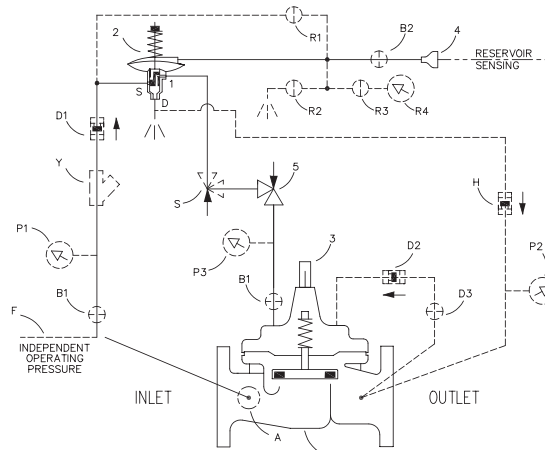 2
R1
B2
4
RESERVOIR
SENSING
S
1
D
R2
R3
R4
D1
Y
S
5
H
P1
P3
3
D2
P2
B1
B1
D3
F
INDEPENDENT
OPERATING
PRESSURE
INLET
OUTLET
A